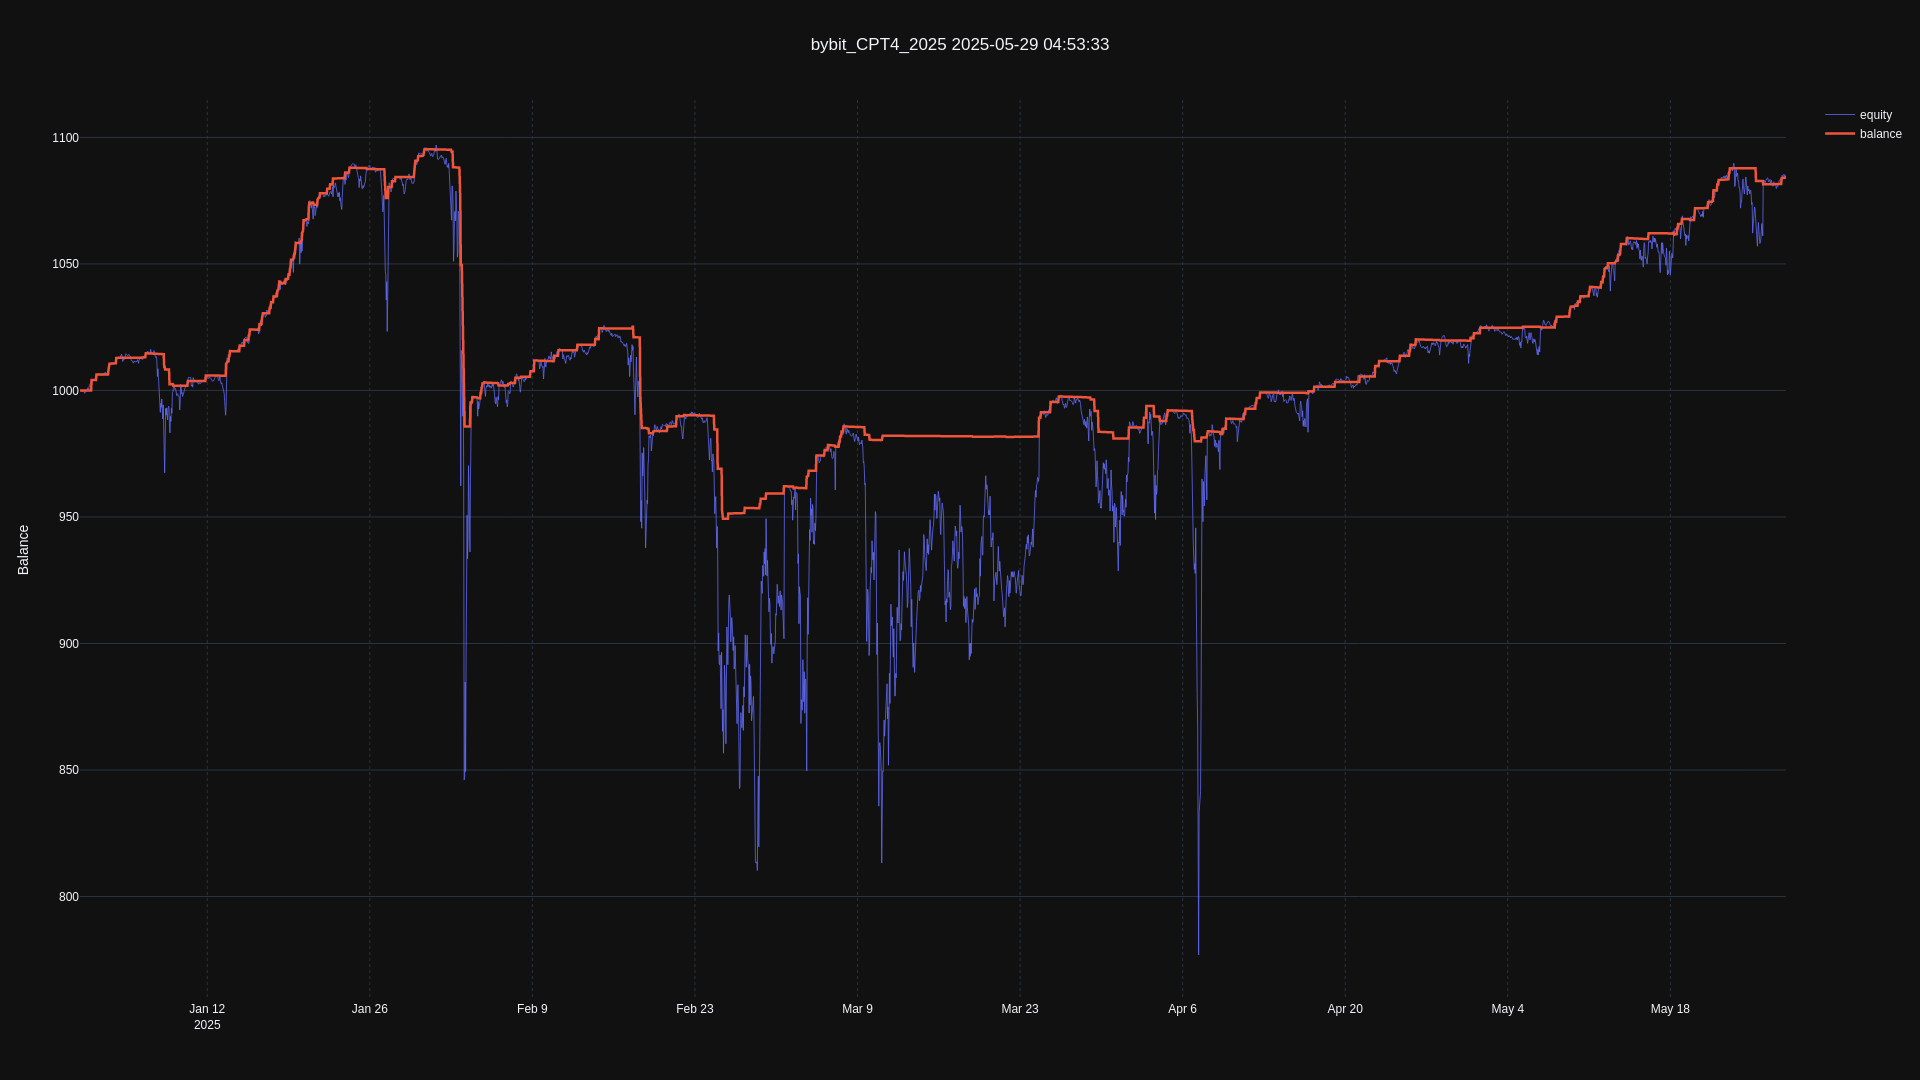 bybit_CPT4_2025 2025-05-29 04:53:33
equity
balance
Balance
1100
1050
1000
950
900
850
800
Jan 12
2025
Jan 26
Feb 9
Feb 23
Mar 9
Mar 23
Apr 6
Apr 20
May 4
May 18